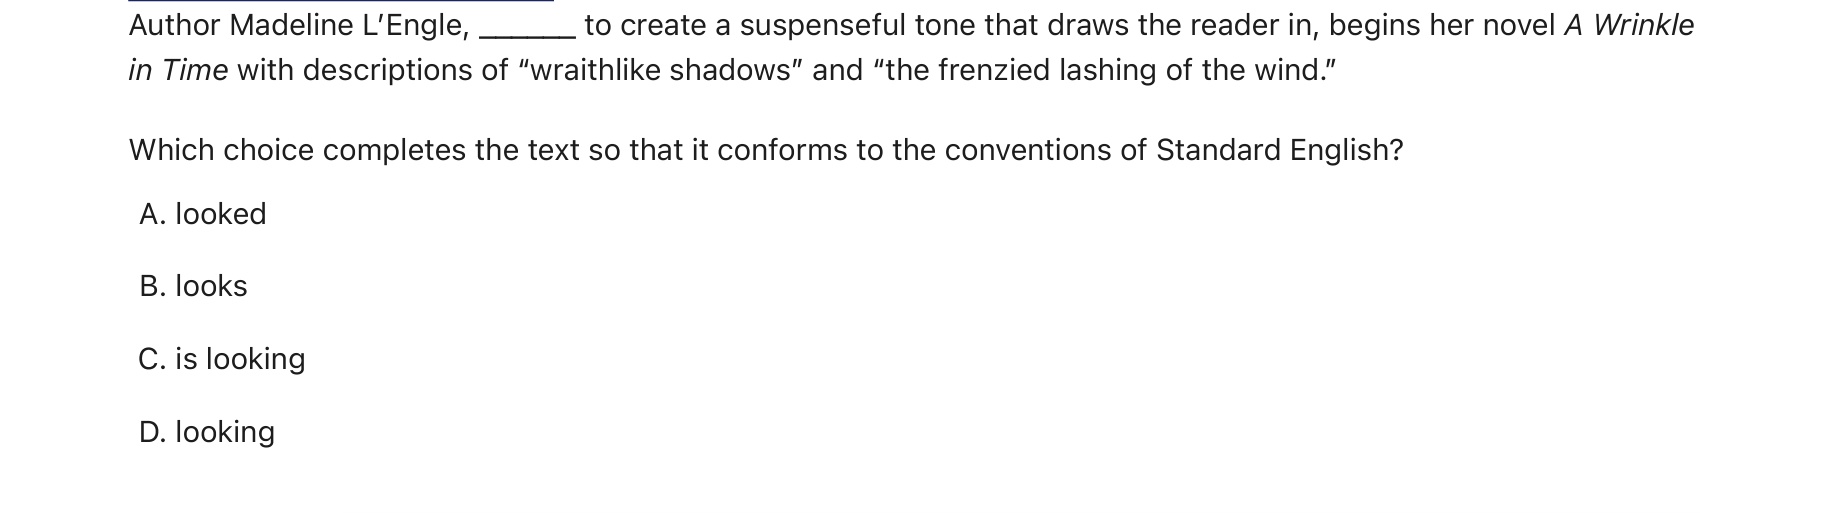 Author Madeline L’Engle, ______ to create a suspenseful tone that draws the reader in, begins her novel A Wrinkle
in Time with descriptions of “wraithlike shadows” and “the frenzied lashing of the wind.”
Which choice completes the text so that it conforms to the conventions of Standard English?
A. looked
B. looks
C. is looking
D. looking